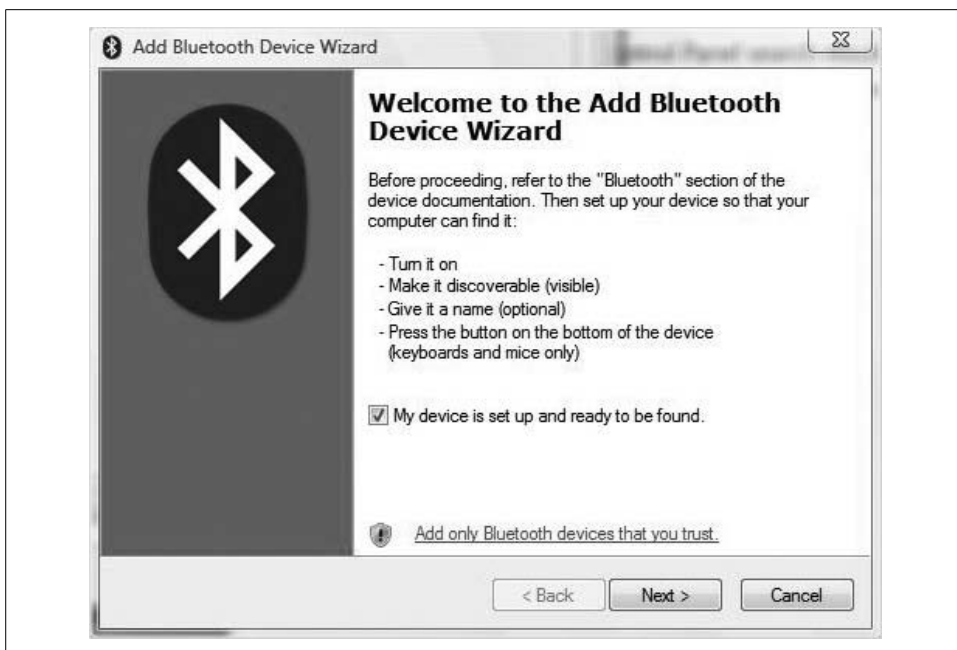 Add Bluetooth Device Wizard
Welcome to the Add Bluetooth
Device Wizard
Before proceeding, refer to the "Bluetooth" section of the
device documentation. Then set up your device so that your
computer can find it:
- Turn it on
- Make it discoverable (visible)
- Give it a name (optional)
- Press the button on the bottom of the device
(keyboards and mice only)
My device is set up and ready to be found.
Add only Bluetooth devices that you trust.
< Back Next > Cancel